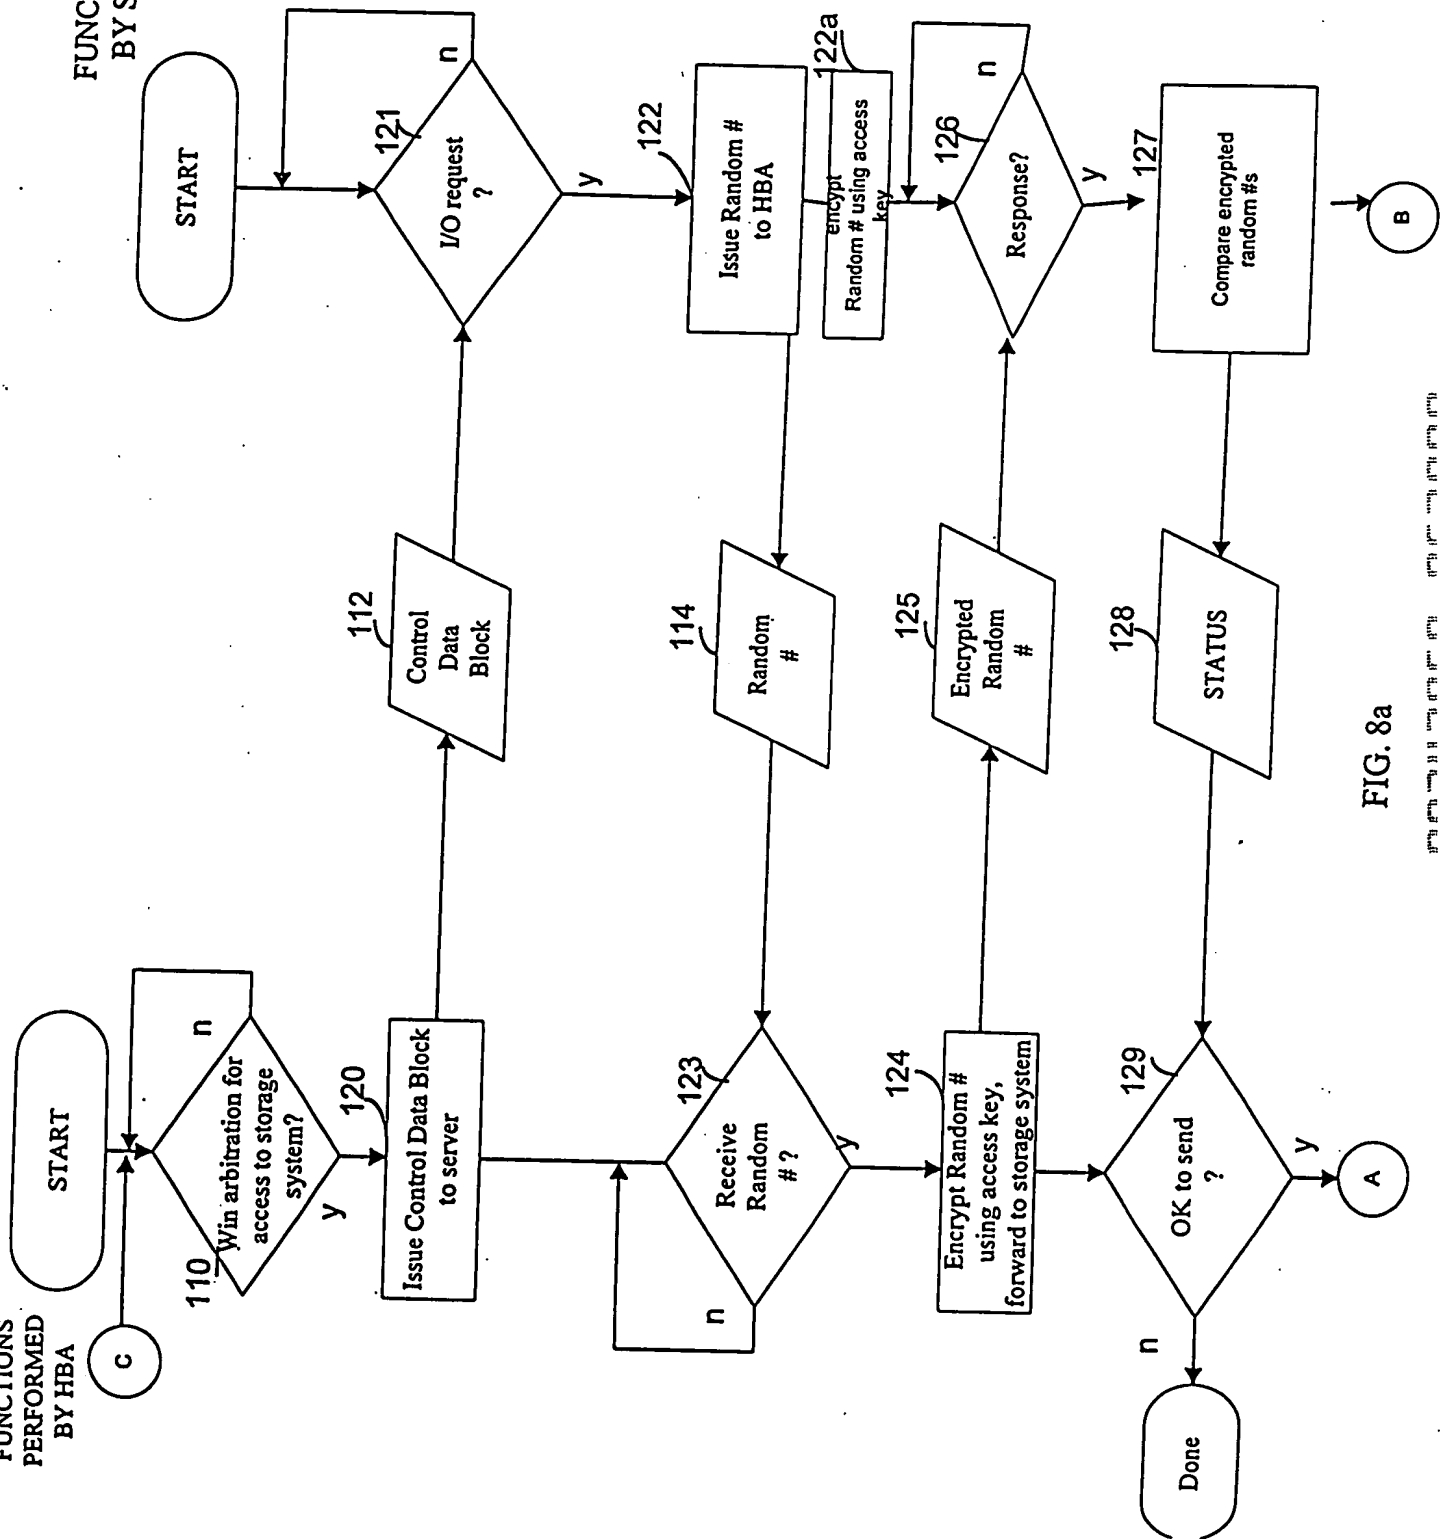 FUNCTIONS
PERFORMED
BY HBA
C
START
110
Win arbitration for
access to storage
system?
n
y
120
Issue Control Data Block
to server
123
Receive
Random
# ?
n
y
124
Encrypt Random #
using access key,
forward to storage system
129
OK to send
?
n
y
Done
A
112
Control
Data
Block
114
Random
#
125
Encrypted
Random
#
128
STATUS
FUNC
BY S
START
121
I/O request
?
n
y
122
Issue Random #
to HBA
122a
encrypt
Random # using access
key
126
Response?
n
y
127
Compare encrypted
random #s
B
FIG. 8a